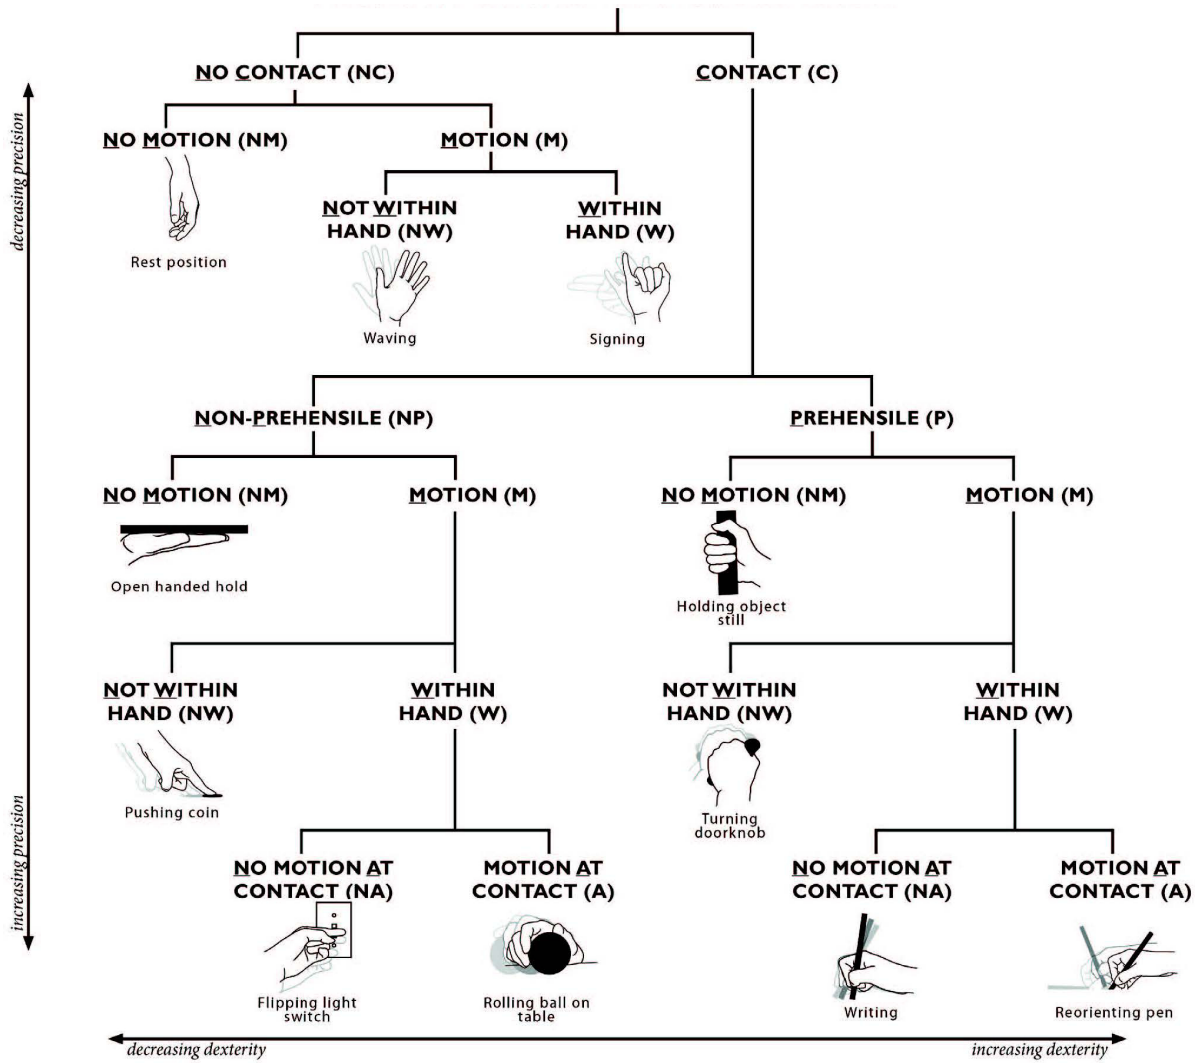 NO CONTACT (NC)
CONTACT (C)
NO MOTION (NM)
MOTION (M)
Rest position
NOT WITHIN
HAND (NW)
WITHIN
HAND (W)
Waving
Signing
NON-PREHENSILE (NP)
PREHENSILE (P)
NO MOTION (NM)
MOTION (M)
NO MOTION (NM)
MOTION (M)
Open handed hold
Holding object
still
NOT WITHIN
HAND (NW)
WITHIN
HAND (W)
NOT WITHIN
HAND (NW)
WITHIN
HAND (W)
Pushing coin
Turning
doorknob
NO MOTION AT
CONTACT (NA)
MOTION AT
CONTACT (A)
NO MOTION AT
CONTACT (NA)
MOTION AT
CONTACT (A)
Flipping light
switch
Rolling ball on
table
Writing
Reorienting pen
decreasing precision
increasing precision
decreasing dexterity
increasing dexterity